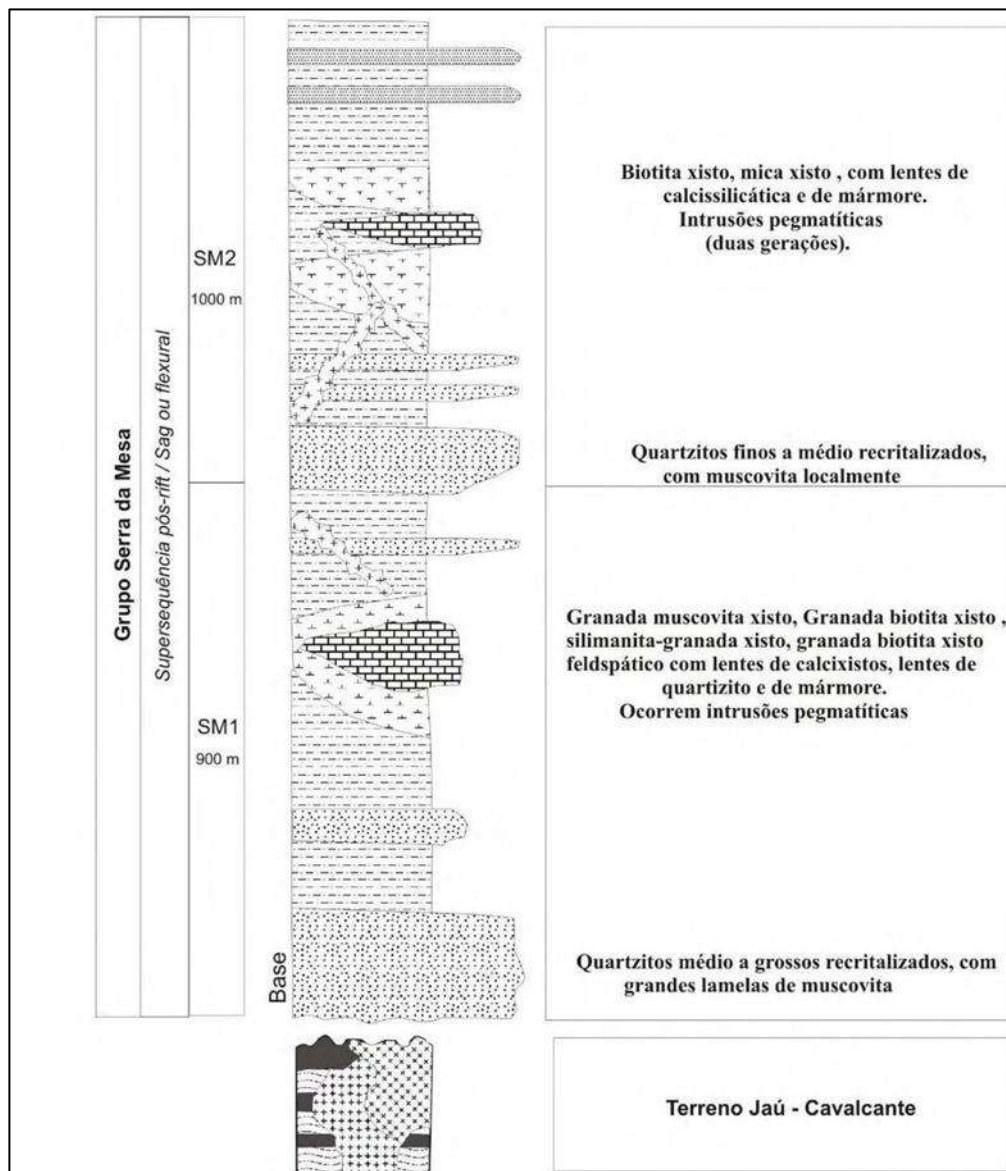 Grupo Serra da Mesa
Supersequência pós-rift / Sag ou flexural
SM2
1000 m
SM1
900 m
Base
Biotita xisto, mica xisto , com lentes de
calcissilicática e de mármore.
Intrusões pegmatíticas
(duas gerações).
Quartzitos finos a médio recritalizados,
com muscovita localmente
Granada muscovita xisto, Granada biotita xisto ,
silimanita-granada xisto, granada biotita xisto
feldspático com lentes de calcixistos, lentes de
quartizito e de mármore.
Ocorrem intrusões pegmatíticas
Quartzitos médio a grossos recritalizados, com
grandes lamelas de muscovita
Terreno Jaú - Cavalcante